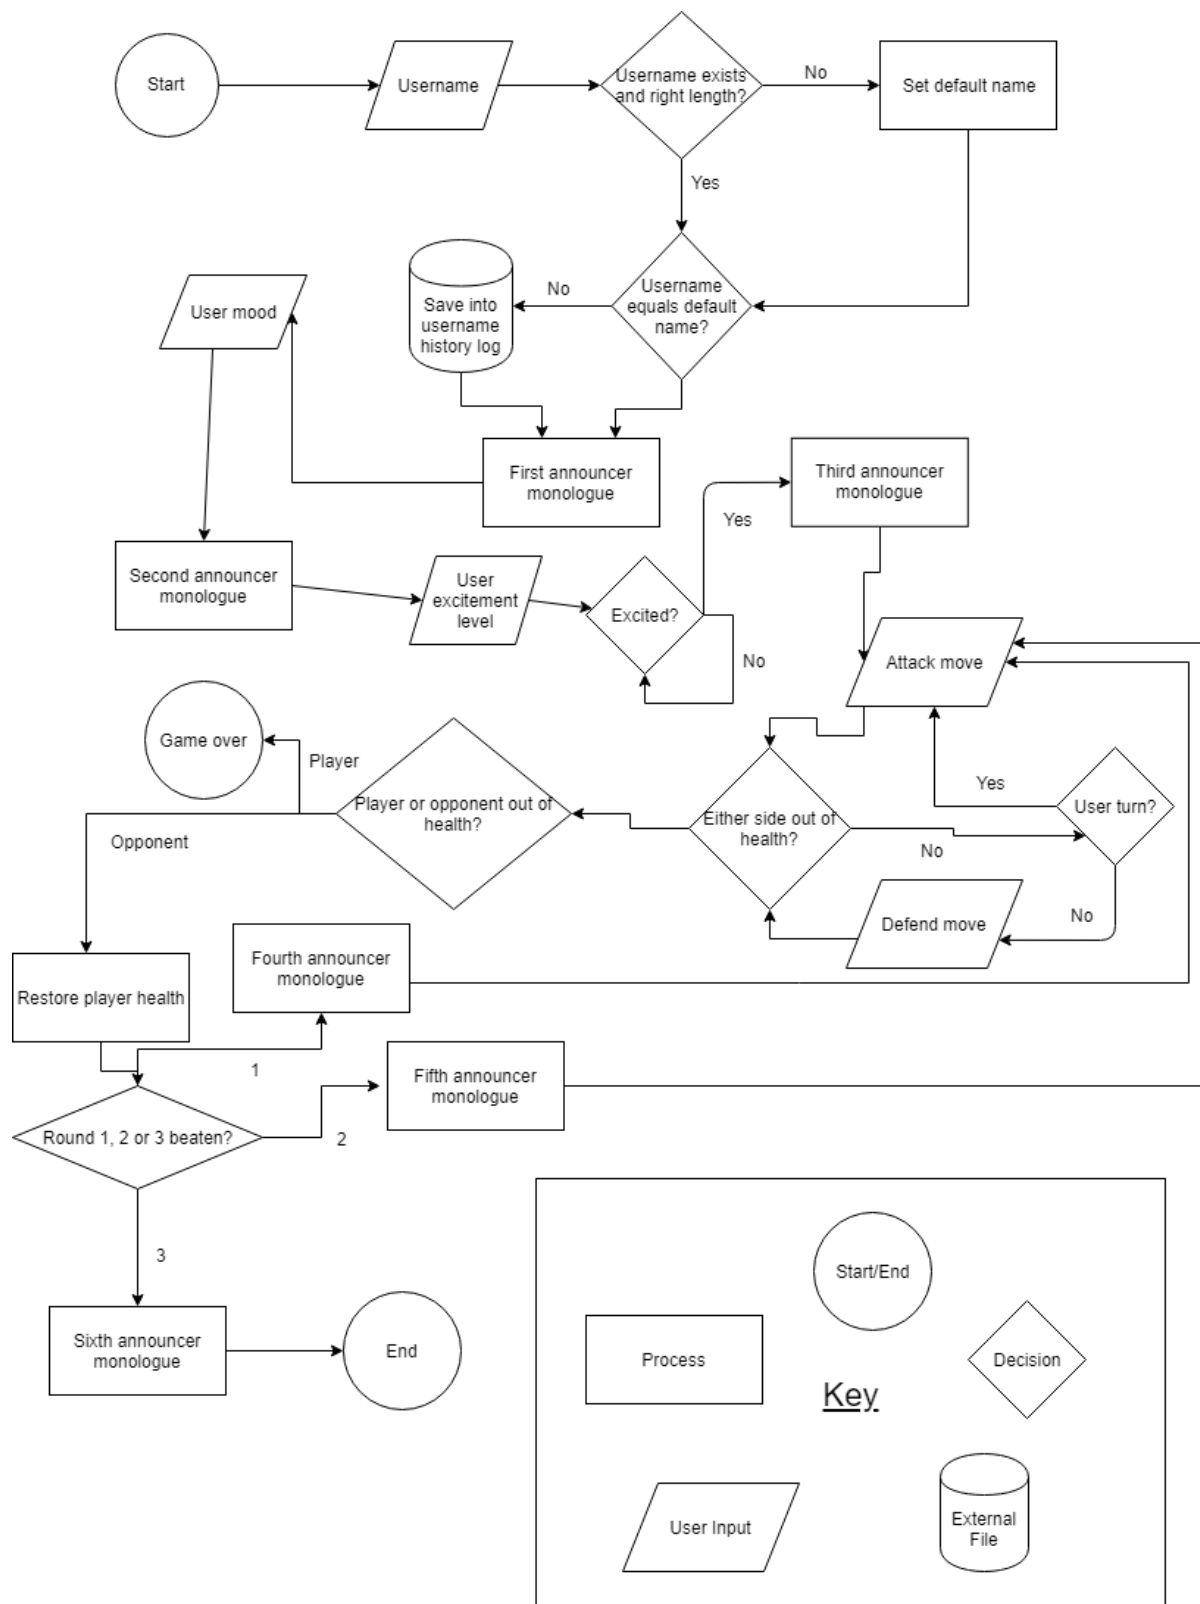 Start
Username
Username exists
and right length?
No
Set default name
Yes
User mood
Save into
username
history log
No
Username
equals default
name?
First announcer
monologue
Third announcer
monologue
Yes
Second announcer
monologue
User
excitement
level
Excited?
No
Attack move
Game over
Player
Player or opponent out of
health?
Either side out of
health?
Yes
User turn?
No
Opponent
Defend move
No
Fourth announcer
monologue
Restore player health
1
Fifth announcer
monologue
Round 1, 2 or 3 beaten?
2
3
Sixth announcer
monologue
End
Start/End
Process
Decision
Key
User Input
External
File